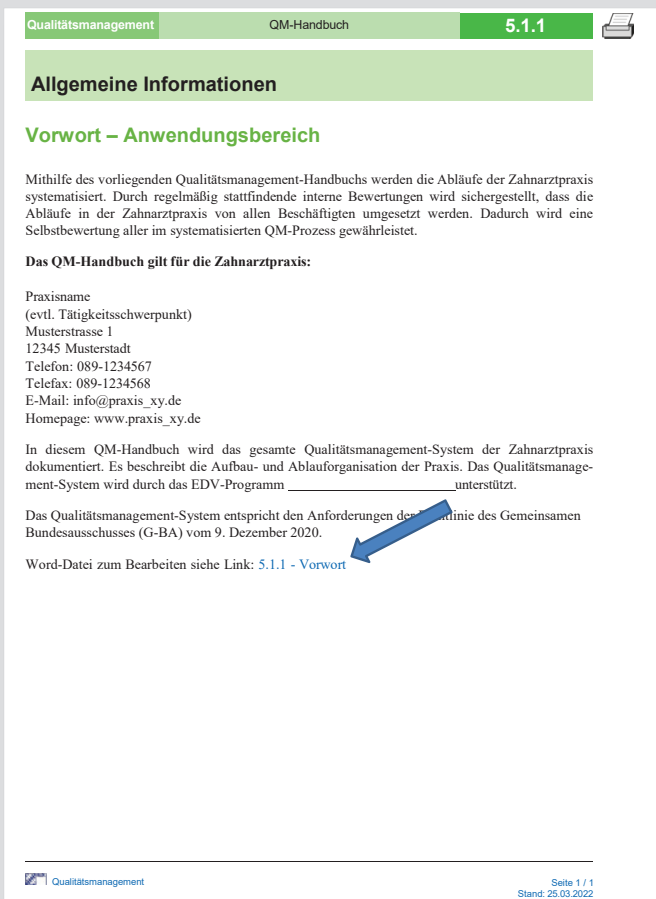 Qualitätsmanagement QM-Handbuch 5.1.1
Allgemeine Informationen
Vorwort – Anwendungsbereich
Mithilfe des vorliegenden Qualitätsmanagement-Handbuchs werden die Abläufe der Zahnarztpraxis
systematisiert. Durch regelmäßig stattfindende interne Bewertungen wird sichergestellt, dass die
Abläufe in der Zahnarztpraxis von allen Beschäftigten umgesetzt werden. Dadurch wird eine
Selbstbewertung aller im systematisierten QM-Prozess gewährleistet.
Das QM-Handbuch gilt für die Zahnarztpraxis:
Praxisname
(evtl. Tätigkeitsschwerpunkt)
Musterstrasse 1
12345 Musterstadt
Telefon: 089-1234567
Telefax: 089-1234568
E-Mail: info@praxis_xy.de
Homepage: www.praxis_xy.de
In diesem QM-Handbuch wird das gesamte Qualitätsmanagement-System der Zahnarztpraxis
dokumentiert. Es beschreibt die Aufbau- und Ablauforganisation der Praxis. Das Qualitätsmanage-
ment-System wird durch das EDV-Programm ________________________unterstützt.
Das Qualitätsmanagement-System entspricht den Anforderungen der des Gemeinsamen
Bundesausschusses (G-BA) vom 9. Dezember 2020.
Word-Datei zum Bearbeiten siehe Link: 5.1.1 - Vorwort
Qualitätsmanagement Seite 1 / 1
Stand: 25.03.2022